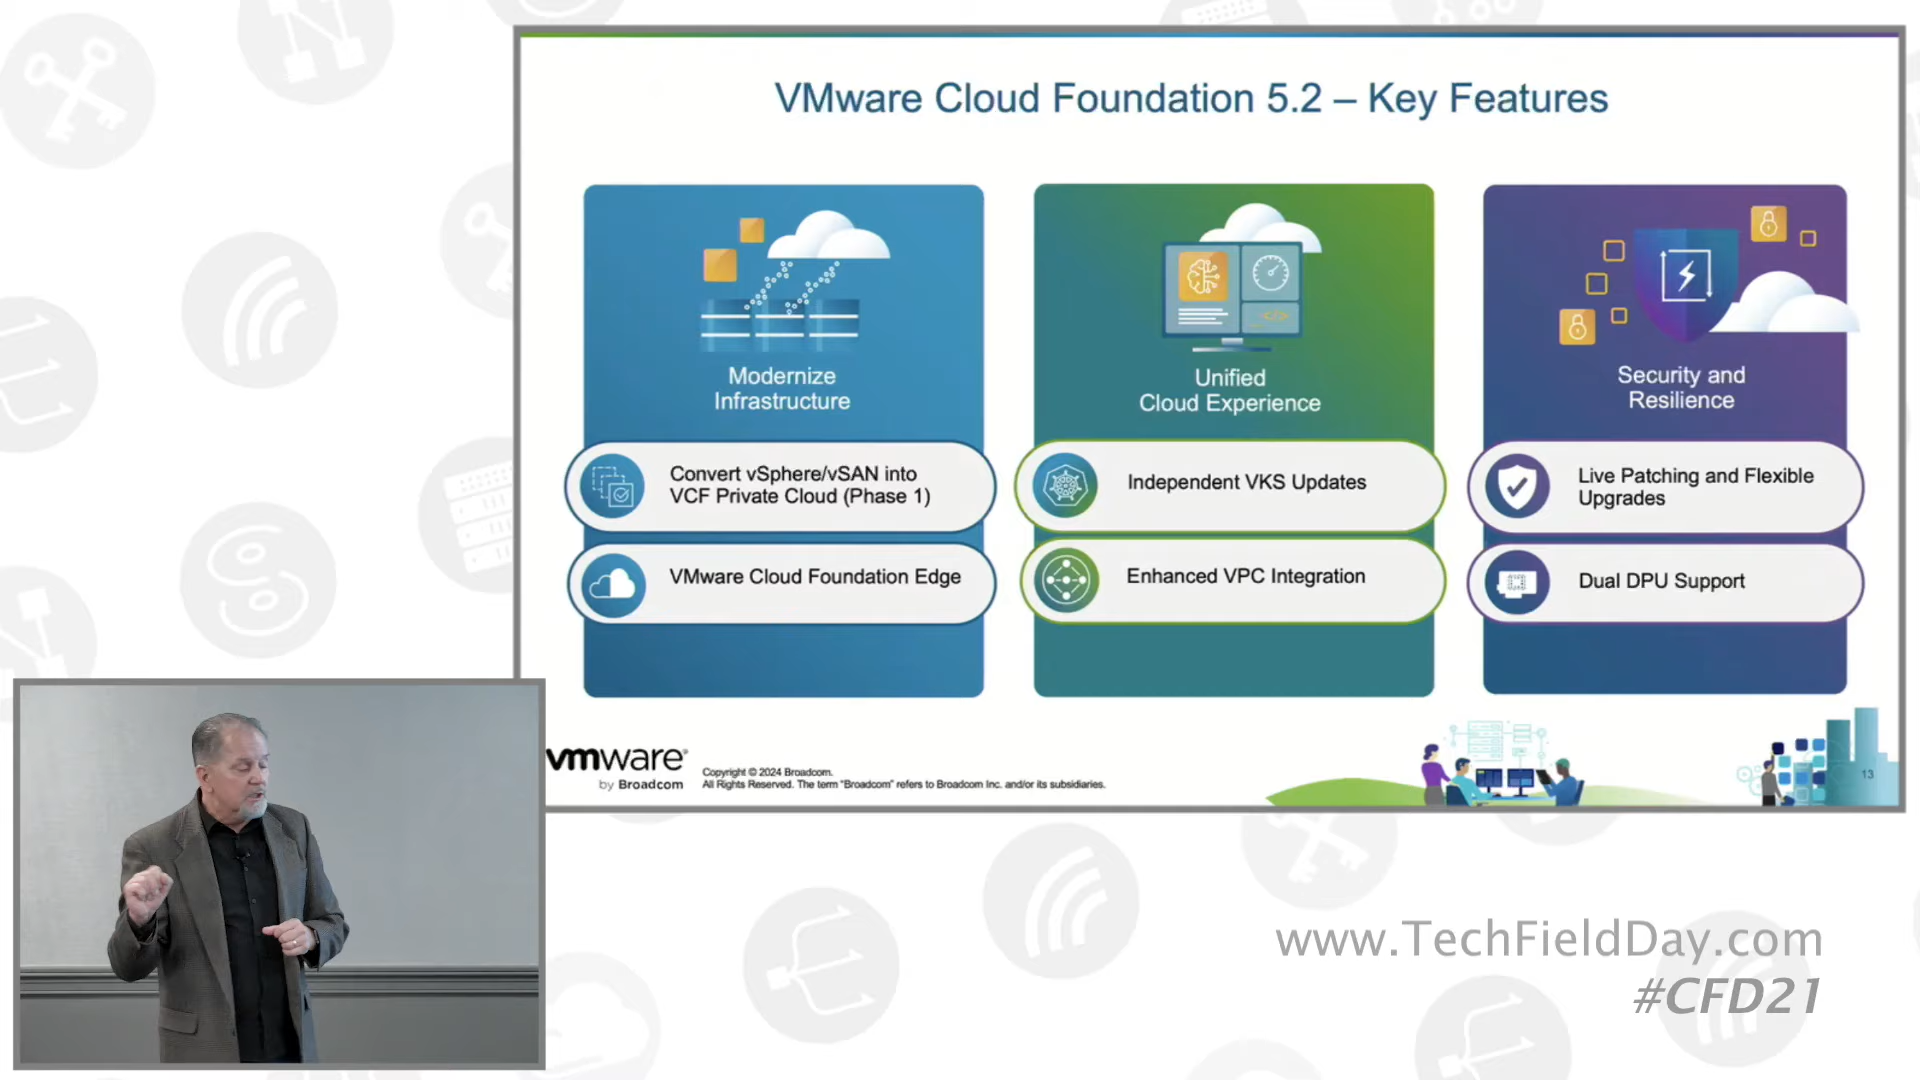 VMware Cloud Foundation 5.2 – Key Features
Modernize
Infrastructure
Convert vSphere/vSAN into
VCF Private Cloud (Phase 1)
VMware Cloud Foundation Edge
Unified
Cloud Experience
Independent VKS Updates
Enhanced VPC Integration
Security and
Resilience
Live Patching and Flexible
Upgrades
Dual DPU Support
vmware®
by Broadcom
Copyright © 2024 Broadcom.
All Rights Reserved. The term “Broadcom” refers to Broadcom Inc. and/or its subsidiaries.
13
www.TechFieldDay.com
#CFD21